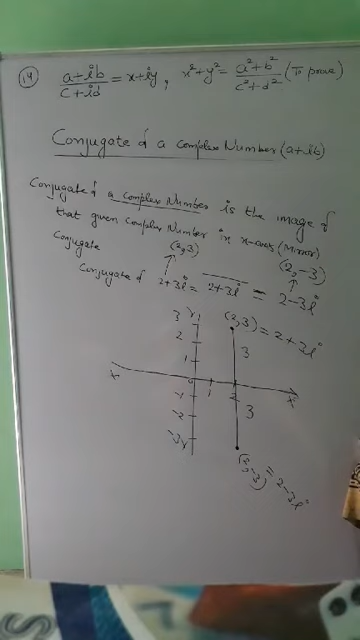 (14) (a+ib)/(c+id) = x+iy, x²+y² = (a²+b²)/(c²+d²) (To prove)
Conjugate of a complex Number (a+ib)
Conjugate of a complex Number is the image of
that given complex Number in x-axis (Mirror)
Conjugate (2,3) (2,-3)
Conjugate of 2+3i = 2+3i = 2-3i
3 Y (2,3) = 2+3i
2
3
1
X 0 1 2 X
-1 3
-2
-3 Y
(2,-3) = 2-3i